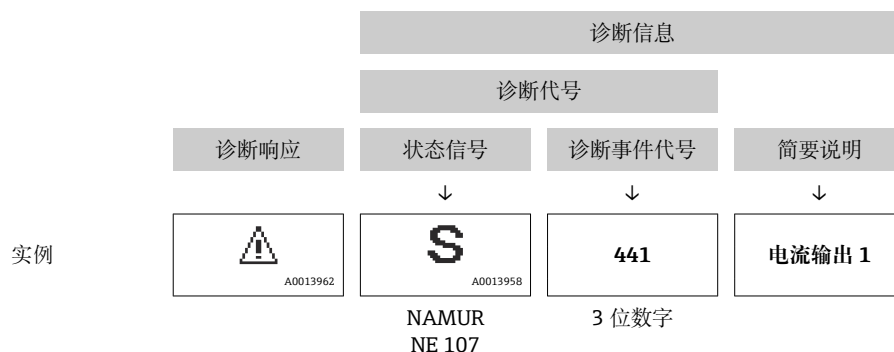 诊断信息
诊断代号
诊断响应 状态信号 诊断事件代号 简要说明
↓ ↓ ↓
实例 S 441 电流输出 1
A0013962 A0013958
NAMUR 3 位数字
NE 107